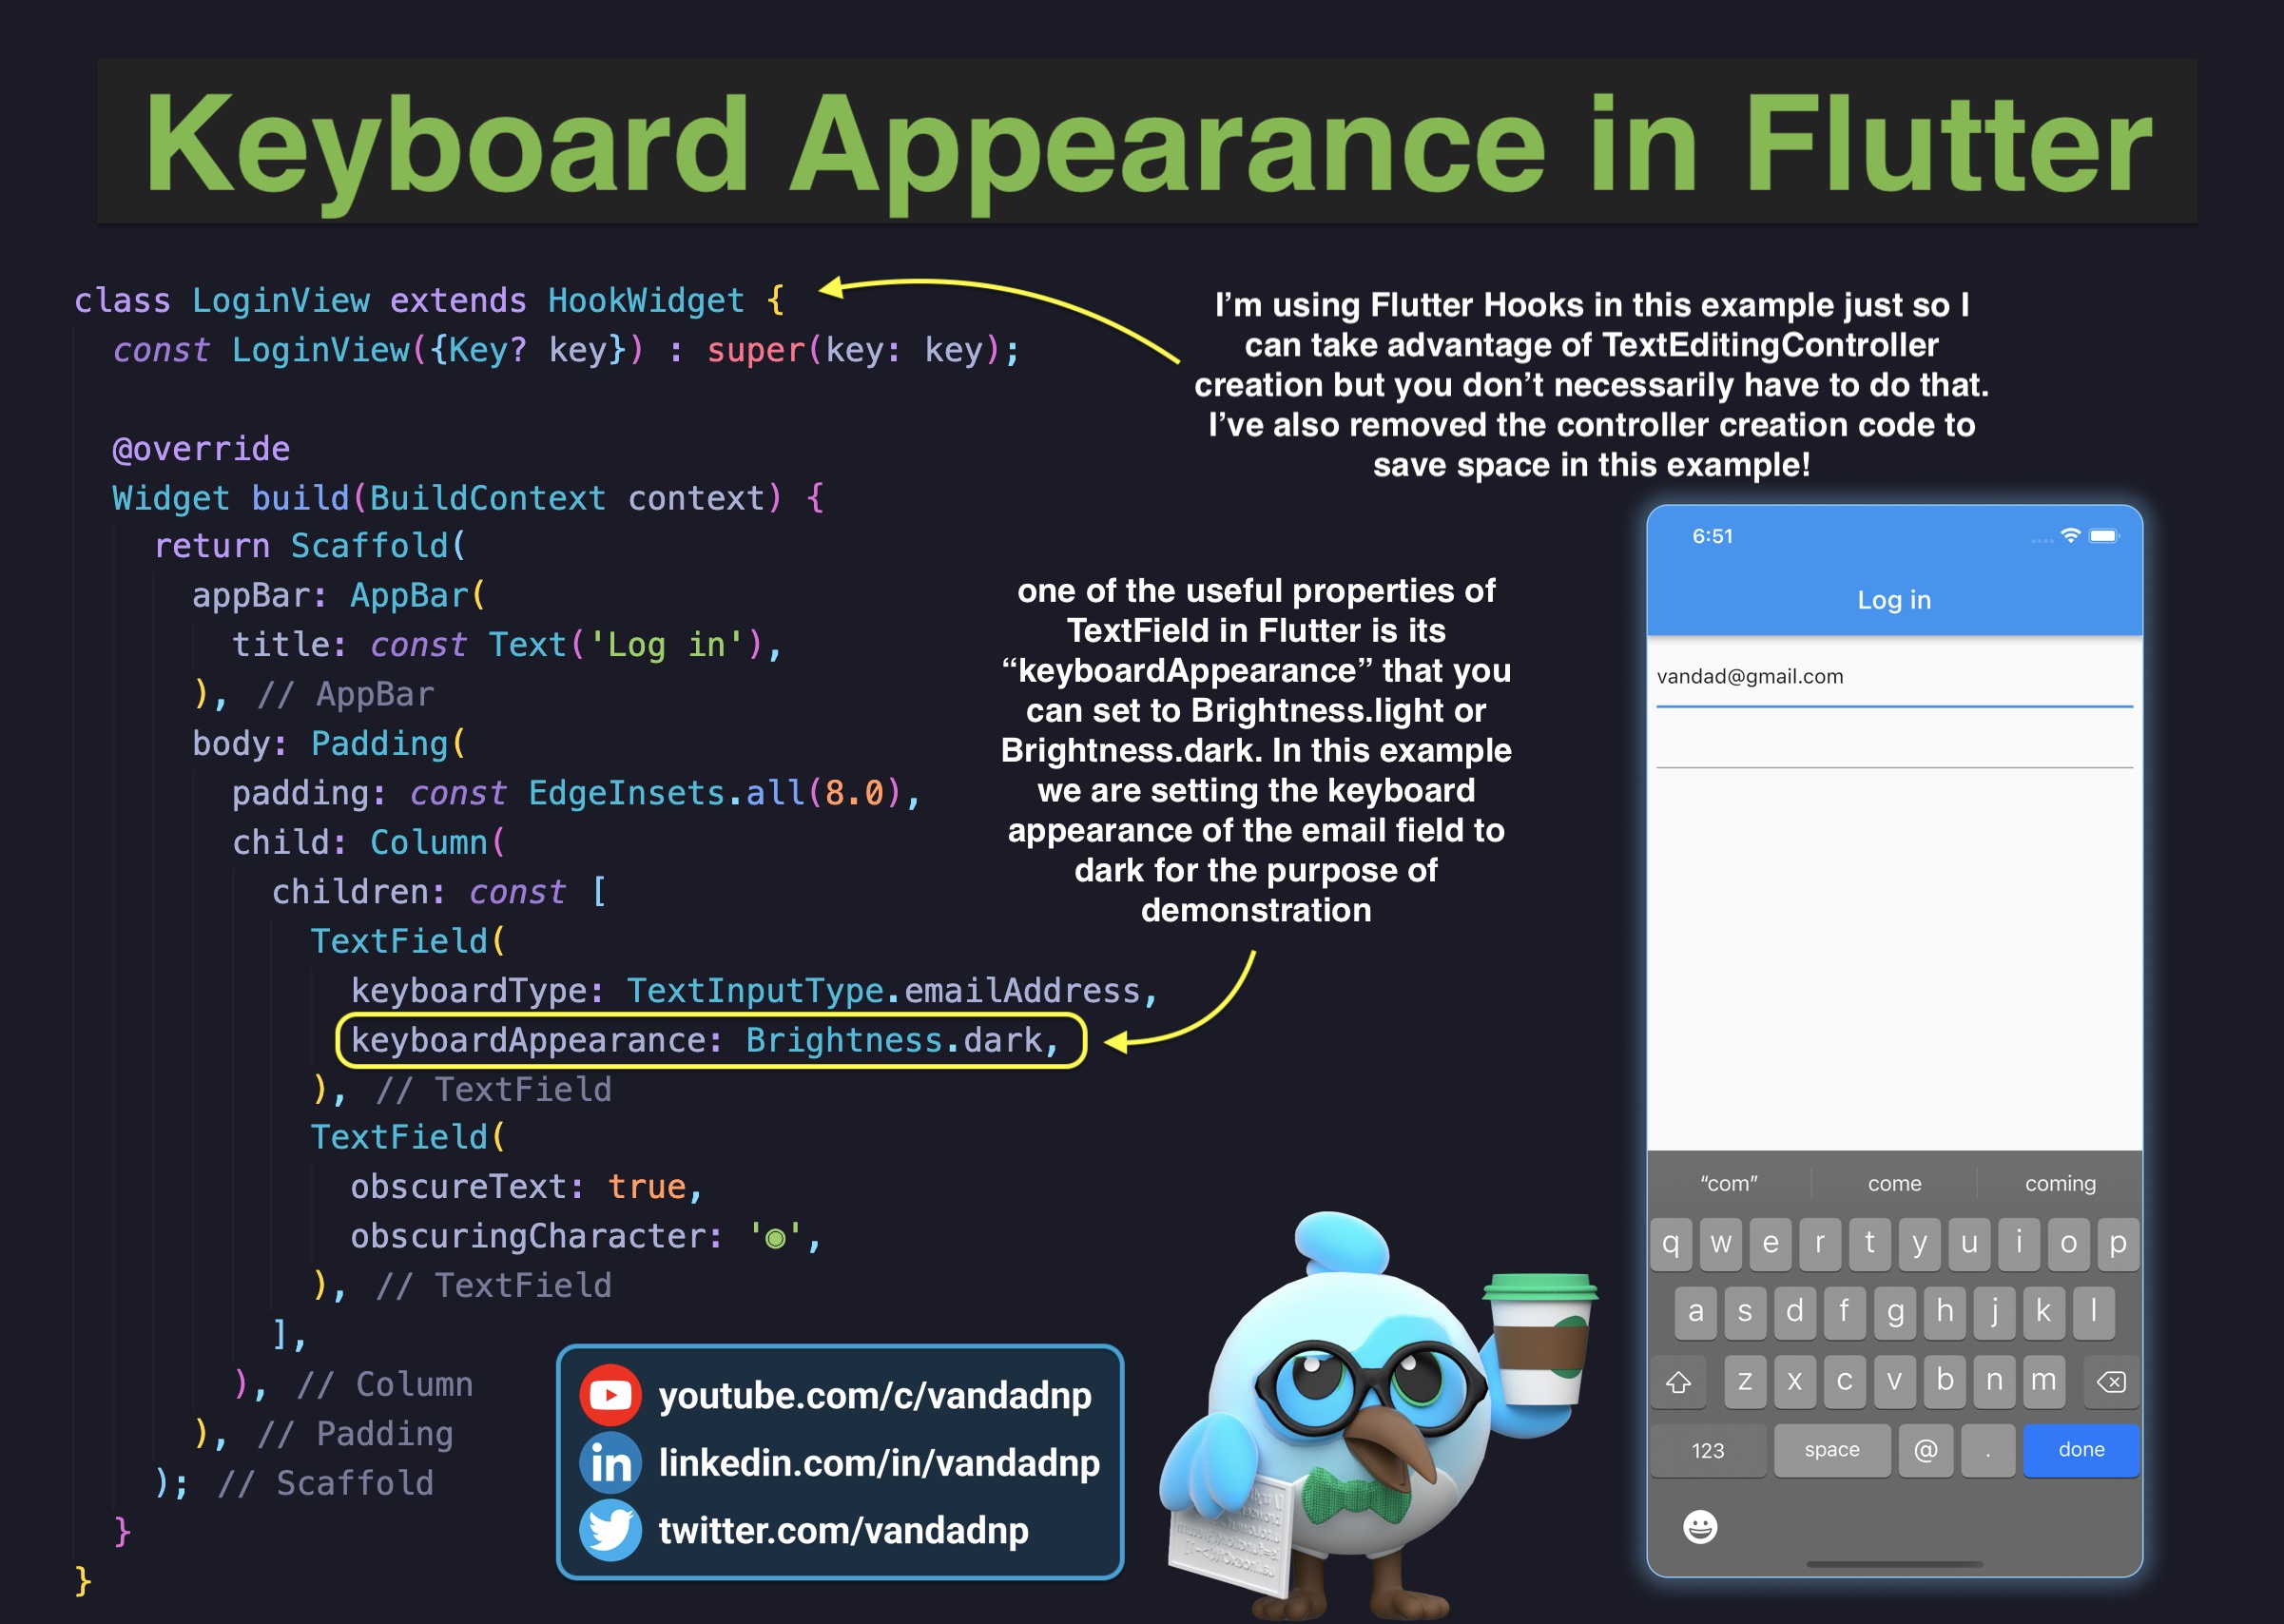 Keyboard Appearance in Flutter
class LoginView extends HookWidget {
const LoginView({Key? key}) : super(key: key);
@override
Widget build(BuildContext context) {
return Scaffold(
appBar: AppBar(
title: const Text('Log in'),
), // AppBar
body: Padding(
padding: const EdgeInsets.all(8.0),
child: Column(
children: const [
TextField(
keyboardType: TextInputType.emailAddress,
keyboardAppearance: Brightness.dark,
), // TextField
TextField(
obscureText: true,
obscuringCharacter: '◉',
), // TextField
],
), // Column
), // Padding
); // Scaffold
}
}
I’m using Flutter Hooks in this example just so I
can take advantage of TextEditingController
creation but you don’t necessarily have to do that.
I’ve also removed the controller creation code to
save space in this example!
one of the useful properties of
TextField in Flutter is its
“keyboardAppearance” that you
can set to Brightness.light or
Brightness.dark. In this example
we are setting the keyboard
appearance of the email field to
dark for the purpose of
demonstration
youtube.com/c/vandadnp
linkedin.com/in/vandadnp
twitter.com/vandadnp
6:51
Log in
vandad@gmail.com
“com” come coming
q w e r t y u i o p
a s d f g h j k l
z x c v b n m
123 space @ . done